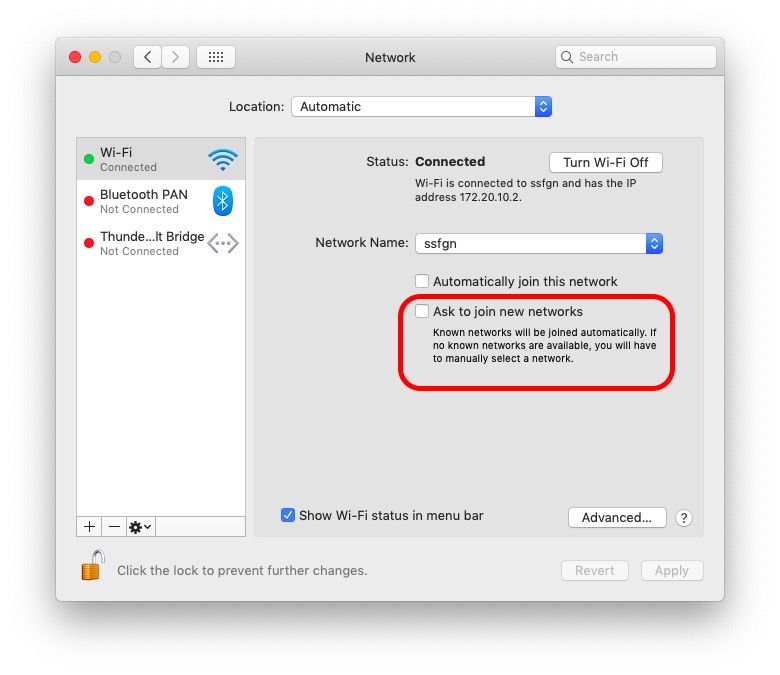 Network
Search
Location: Automatic
Wi-Fi
Connected
Bluetooth PAN
Not Connected
Thunde...lt Bridge
Not Connected
Status: Connected
Turn Wi-Fi Off
Wi-Fi is connected to ssfgn and has the IP
address 172.20.10.2.
Network Name: ssfgn
Automatically join this network
Ask to join new networks
Known networks will be joined automatically. If
no known networks are available, you will have
to manually select a network.
Show Wi-Fi status in menu bar
Advanced...
?
Click the lock to prevent further changes.
Revert
Apply